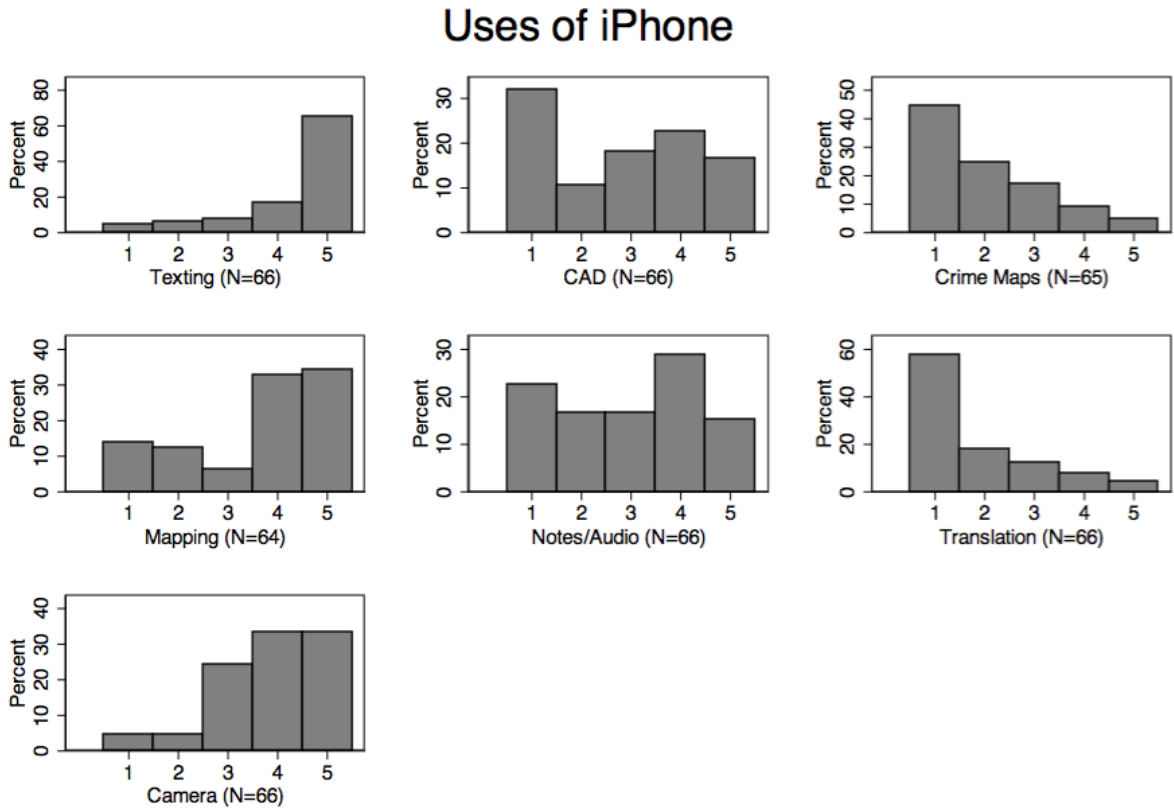 Uses of iPhone
Percent
0 20 40 60 80
1 2 3 4 5
Texting (N=66)
Percent
0 10 20 30
1 2 3 4 5
CAD (N=66)
Percent
0 10 20 30 40 50
1 2 3 4 5
Crime Maps (N=65)
Percent
0 10 20 30 40
1 2 3 4 5
Mapping (N=64)
Percent
0 10 20 30
1 2 3 4 5
Notes/Audio (N=66)
Percent
0 20 40 60
1 2 3 4 5
Translation (N=66)
Percent
0 10 20 30 40
1 2 3 4 5
Camera (N=66)